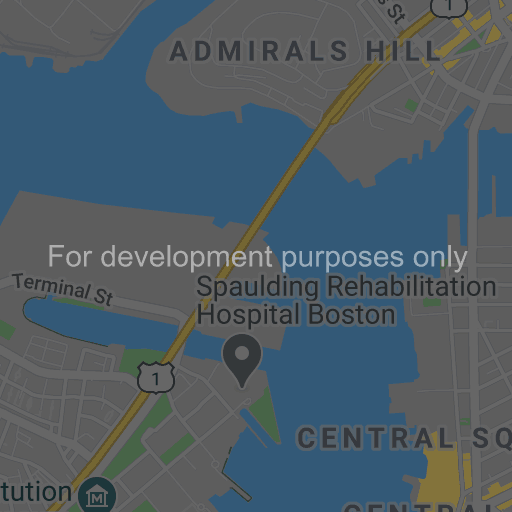 s St
1
ADMIRALS HILL
For development purposes only
Terminal St
Spaulding Rehabilitation
Hospital Boston
1
CENTRAL SQ
tution
CENTRAL